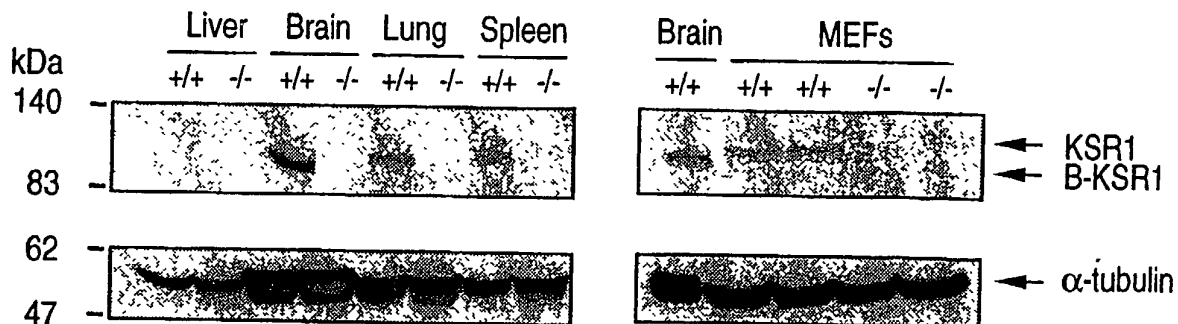 Liver Brain Lung Spleen Brain MEFs
kDa +/+ -/- +/+ -/- +/+ -/- +/+ -/- +/+ +/+ +/+ -/- -/-
140
KSR1
B-KSR1
83
62
α-tubulin
47